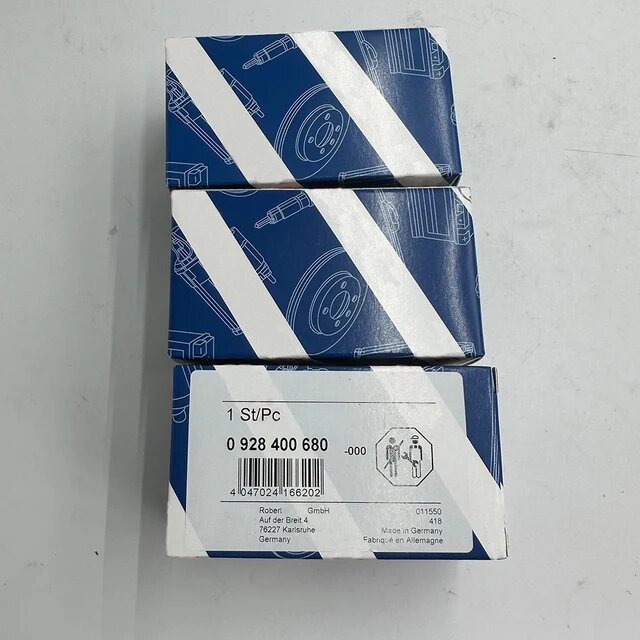 1 St/Pc
0 928 400 680 -000
4 047024 166202
Robert GmbH
Auf der Breit 4
76227 Karlsruhe
Germany
011550
418
Made in Germany
Fabriqué en Allemagne